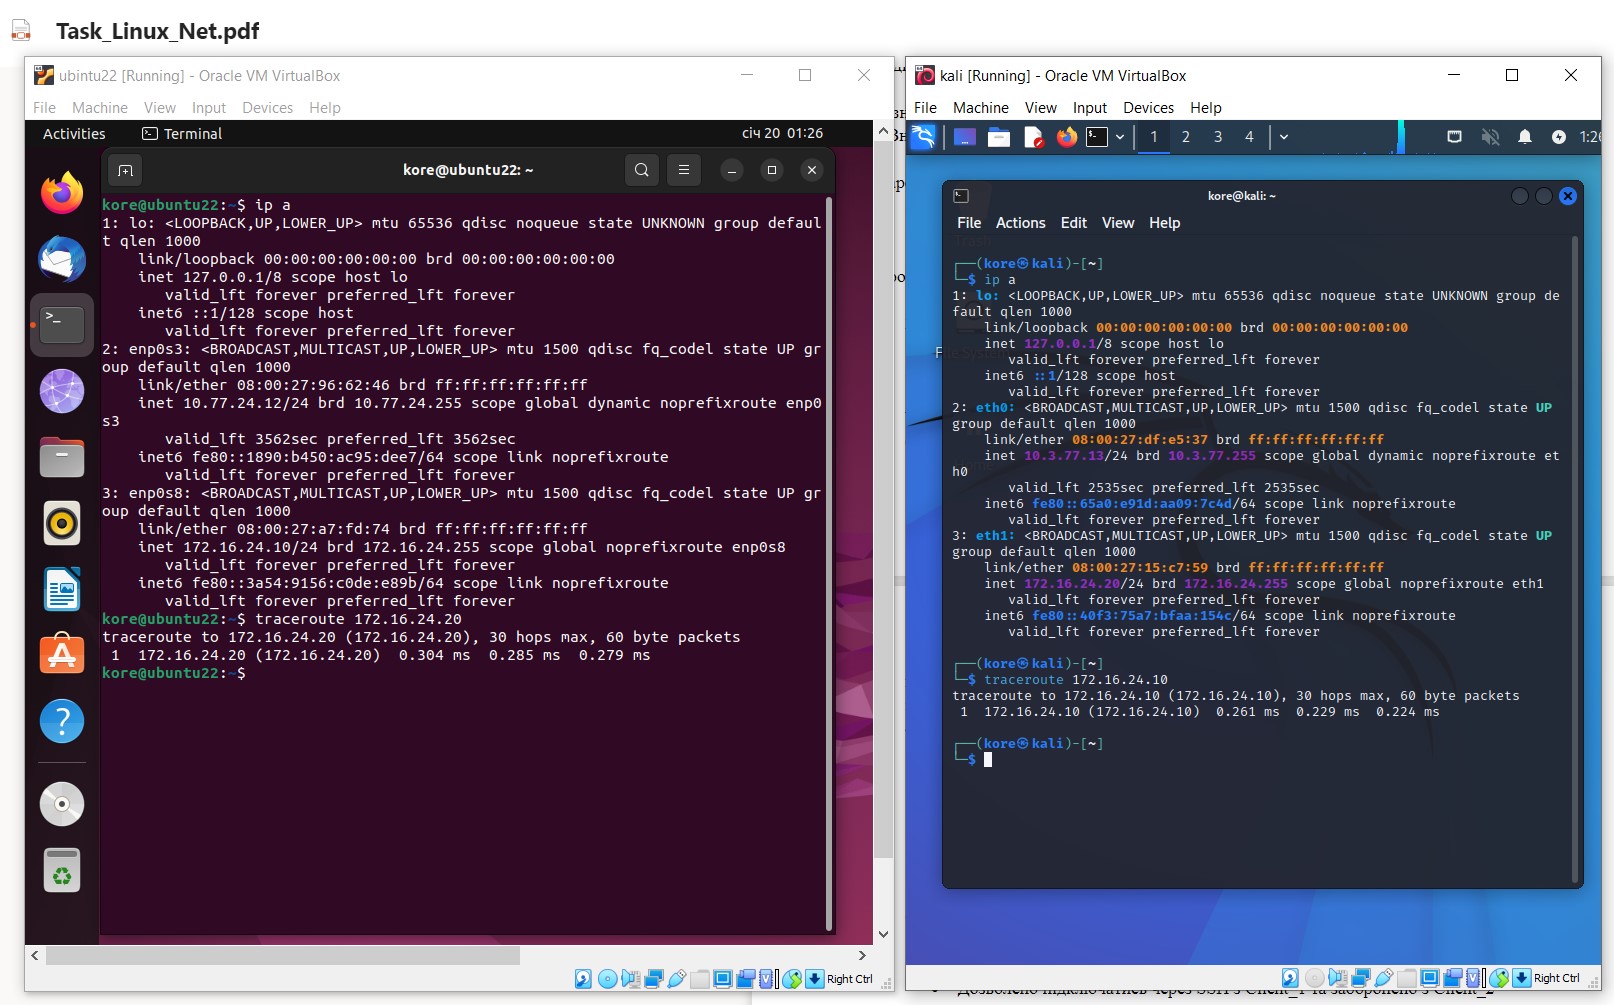 Task_Linux_Net.pdf
ubintu22 [Running] - Oracle VM VirtualBox
File Machine View Input Devices Help
Activities Terminal січ 20 01:26
kore@ubuntu22: ~
kore@ubuntu22:~$ ip a
1: lo: <LOOPBACK,UP,LOWER_UP> mtu 65536 qdisc noqueue state UNKNOWN group defaul
t qlen 1000
link/loopback 00:00:00:00:00:00 brd 00:00:00:00:00:00
inet 127.0.0.1/8 scope host lo
valid_lft forever preferred_lft forever
inet6 ::1/128 scope host
valid_lft forever preferred_lft forever
2: enp0s3: <BROADCAST,MULTICAST,UP,LOWER_UP> mtu 1500 qdisc fq_codel state UP gr
oup default qlen 1000
link/ether 08:00:27:96:62:46 brd ff:ff:ff:ff:ff:ff
inet 10.77.24.12/24 brd 10.77.24.255 scope global dynamic noprefixroute enp0
s3
valid_lft 3562sec preferred_lft 3562sec
inet6 fe80::1890:b450:ac95:dee7/64 scope link noprefixroute
valid_lft forever preferred_lft forever
3: enp0s8: <BROADCAST,MULTICAST,UP,LOWER_UP> mtu 1500 qdisc fq_codel state UP gr
oup default qlen 1000
link/ether 08:00:27:a7:fd:74 brd ff:ff:ff:ff:ff:ff
inet 172.16.24.10/24 brd 172.16.24.255 scope global noprefixroute enp0s8
valid_lft forever preferred_lft forever
inet6 fe80::3a54:9156:c0de:e89b/64 scope link noprefixroute
valid_lft forever preferred_lft forever
kore@ubuntu22:~$ traceroute 172.16.24.20
traceroute to 172.16.24.20 (172.16.24.20), 30 hops max, 60 byte packets
1 172.16.24.20 (172.16.24.20) 0.304 ms 0.285 ms 0.279 ms
kore@ubuntu22:~$
Right Ctrl
kali [Running] - Oracle VM VirtualBox
File Machine View Input Devices Help
1 2 3 4 1:26
kore@kali: ~
File Actions Edit View Help
┌──(kore㉿kali)-[~]
└─$ ip a
1: lo: <LOOPBACK,UP,LOWER_UP> mtu 65536 qdisc noqueue state UNKNOWN group de
fault qlen 1000
link/loopback 00:00:00:00:00:00 brd 00:00:00:00:00:00
inet 127.0.0.1/8 scope host lo
valid_lft forever preferred_lft forever
inet6 ::1/128 scope host
valid_lft forever preferred_lft forever
2: eth0: <BROADCAST,MULTICAST,UP,LOWER_UP> mtu 1500 qdisc fq_codel state UP
group default qlen 1000
link/ether 08:00:27:df:e5:37 brd ff:ff:ff:ff:ff:ff
inet 10.3.77.13/24 brd 10.3.77.255 scope global dynamic noprefixroute et
h0
valid_lft 2535sec preferred_lft 2535sec
inet6 fe80::65a0:e91d:aa09:7c4d/64 scope link noprefixroute
valid_lft forever preferred_lft forever
3: eth1: <BROADCAST,MULTICAST,UP,LOWER_UP> mtu 1500 qdisc fq_codel state UP
group default qlen 1000
link/ether 08:00:27:15:c7:59 brd ff:ff:ff:ff:ff:ff
inet 172.16.24.20/24 brd 172.16.24.255 scope global noprefixroute eth1
valid_lft forever preferred_lft forever
inet6 fe80::40f3:75a7:bfaa:154c/64 scope link noprefixroute
valid_lft forever preferred_lft forever
┌──(kore㉿kali)-[~]
└─$ traceroute 172.16.24.10
traceroute to 172.16.24.10 (172.16.24.10), 30 hops max, 60 byte packets
1 172.16.24.10 (172.16.24.10) 0.261 ms 0.229 ms 0.224 ms
┌──(kore㉿kali)-[~]
└─$
Right Ctrl